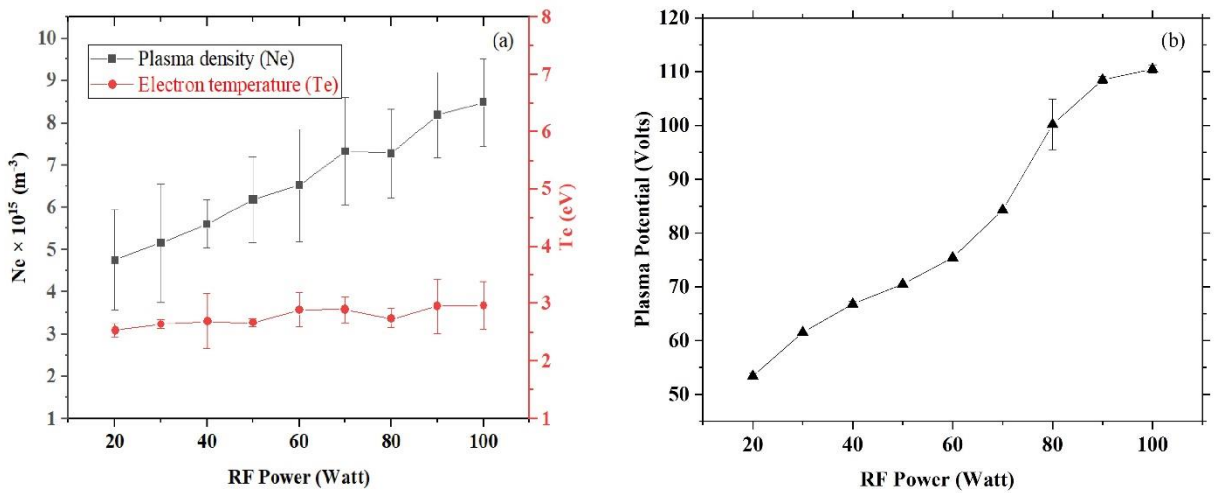 (a)
Plasma density (Ne)
Electron temperature (Te)
10
9
8
7
6
5
4
3
2
1
Ne × 10¹⁵ (m⁻³)
8
7
6
5
4
3
2
1
Te (eV)
20 40 60 80 100
RF Power (Watt)
(b)
120
110
100
90
80
70
60
50
Plasma Potential (Volts)
20 40 60 80 100
RF Power (Watt)